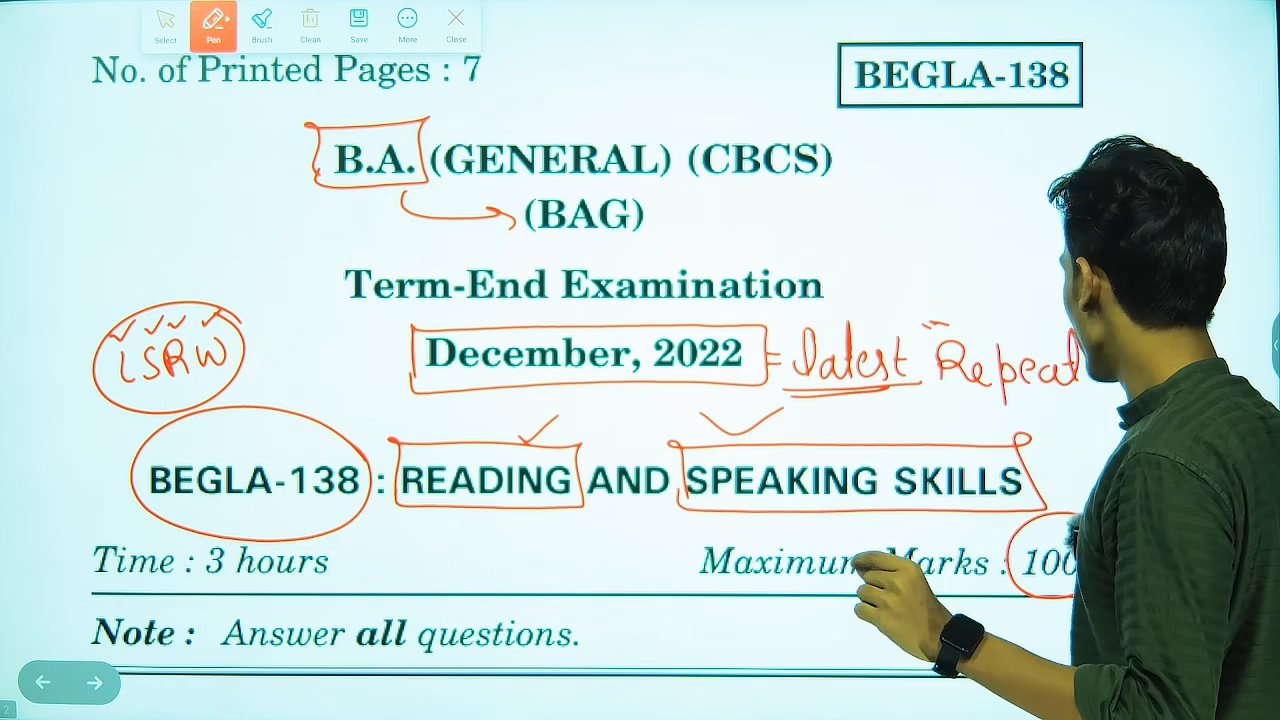 Select Pen Brush Clean Save More Close
No. of Printed Pages : 7
BEGLA-138
B.A. (GENERAL) (CBCS)
(BAG)
Term-End Examination
LSRW
December, 2022 = latest Repeat
BEGLA-138 : READING AND SPEAKING SKILLS
Time : 3 hours
Maximum Marks : 100
Note : Answer all questions.
2